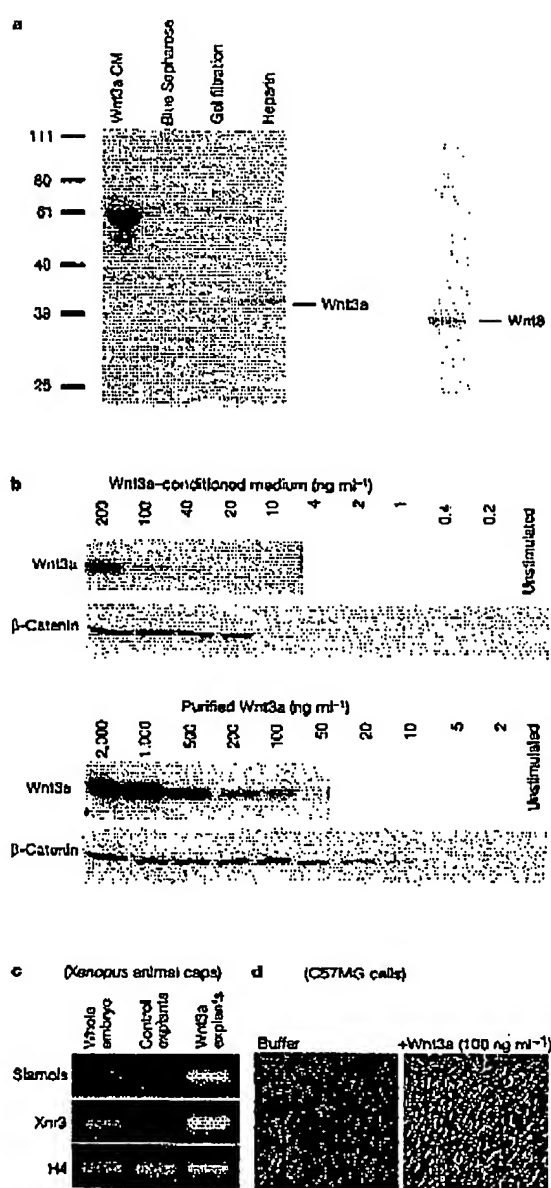 a
Wnt3a CM
Blue Sepharose
Gel filtration
Heparin
111
80
61
49
39
25
Wnt3a
Wnt8
b
Wnt3a-conditioned medium (ng ml⁻¹)
200 100 40 20 10 4 2 1 0.4 0.2 Unstimulated
Wnt3a
β-Catenin
Purified Wnt3a (ng ml⁻¹)
2,000 1,000 500 200 100 50 20 10 5 2 Unstimulated
Wnt3a
β-Catenin
c (Xenopus animal caps)
Whole embryo
Control explants
Wnt3a explants
Siamois
Xnr3
H4
d (C57MG cells)
Buffer
+Wnt3a (100 ng ml⁻¹)